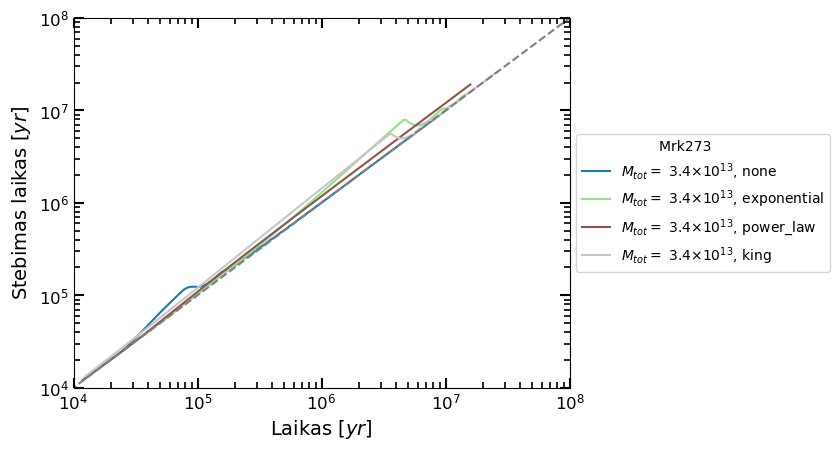 10^8
10^7
10^6
10^5
10^4
Stebimas laikas [yr]
10^4 10^5 10^6 10^7 10^8
Laikas [yr]
Mrk273
M_tot = 3.4×10^13, none
M_tot = 3.4×10^13, exponential
M_tot = 3.4×10^13, power_law
M_tot = 3.4×10^13, king